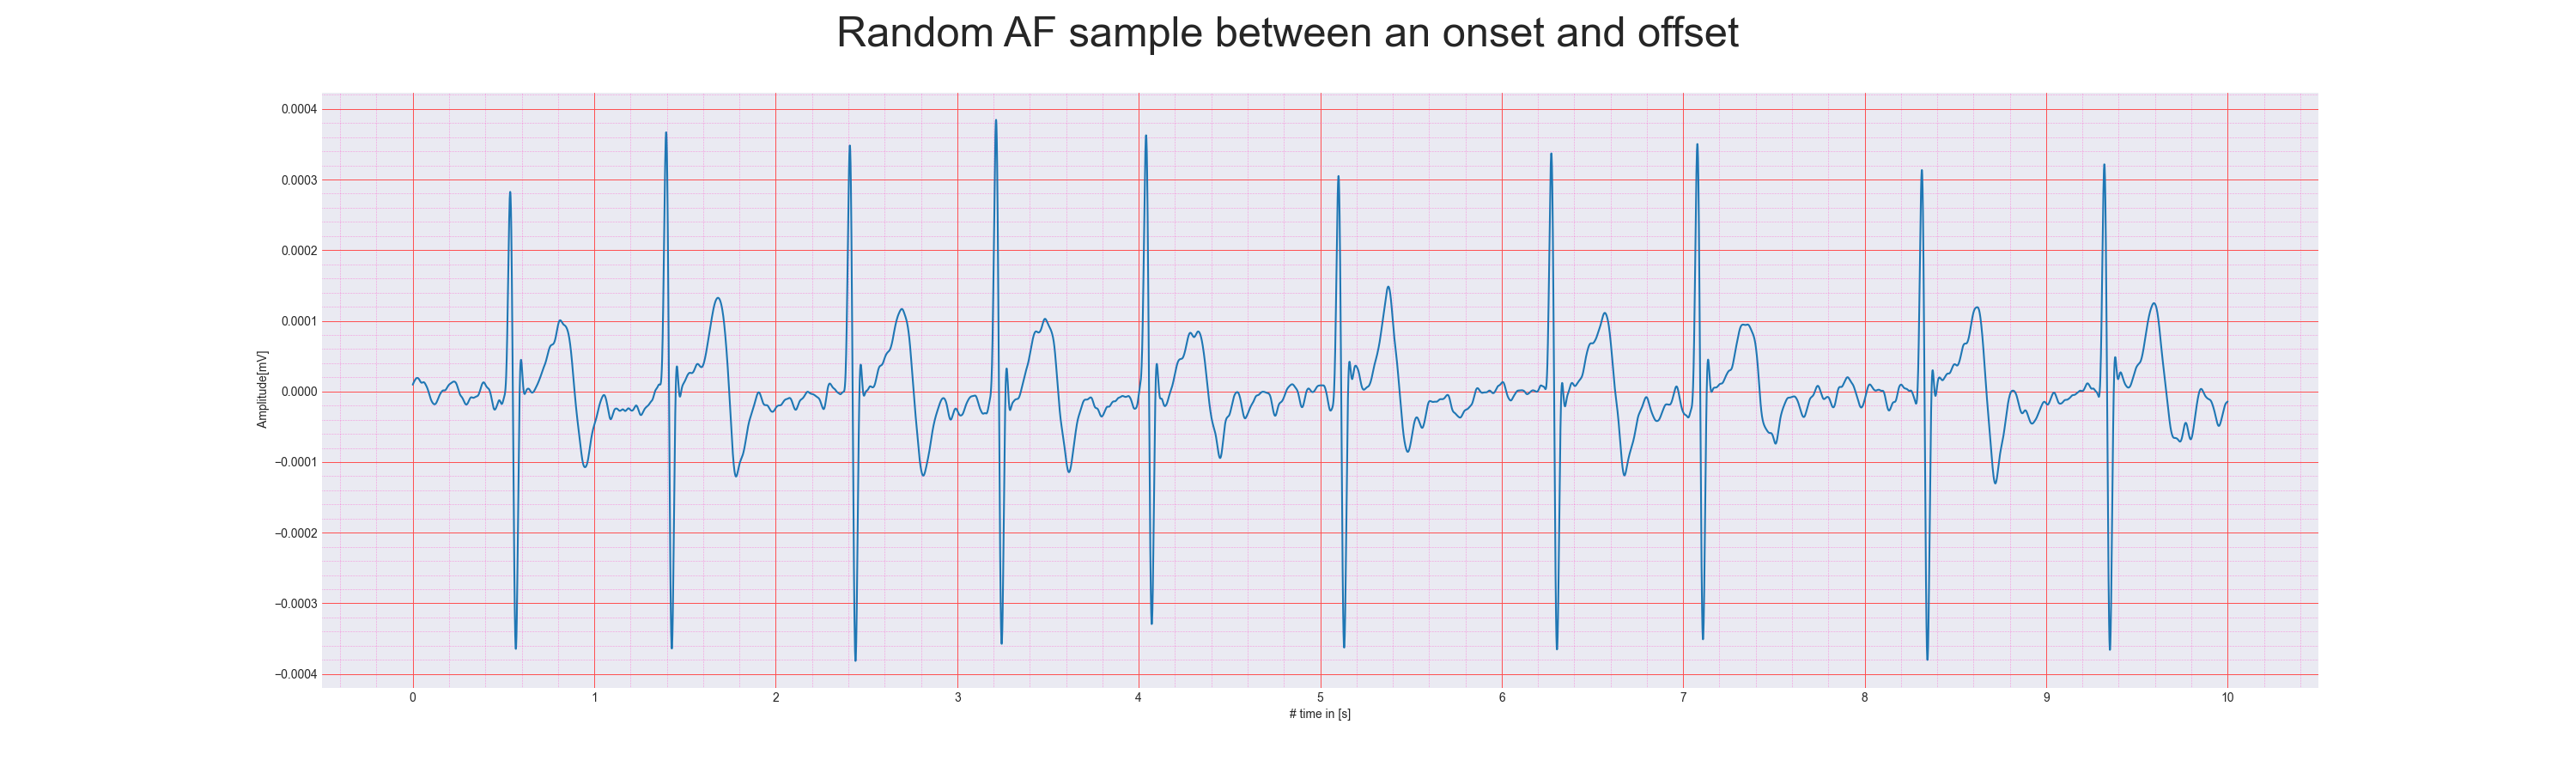 Random AF sample between an onset and offset
0.0004
0.0003
0.0002
0.0001
0.0000
−0.0001
−0.0002
−0.0003
−0.0004
Amplitude[mV]
0 1 2 3 4 5 6 7 8 9 10
# time in [s]